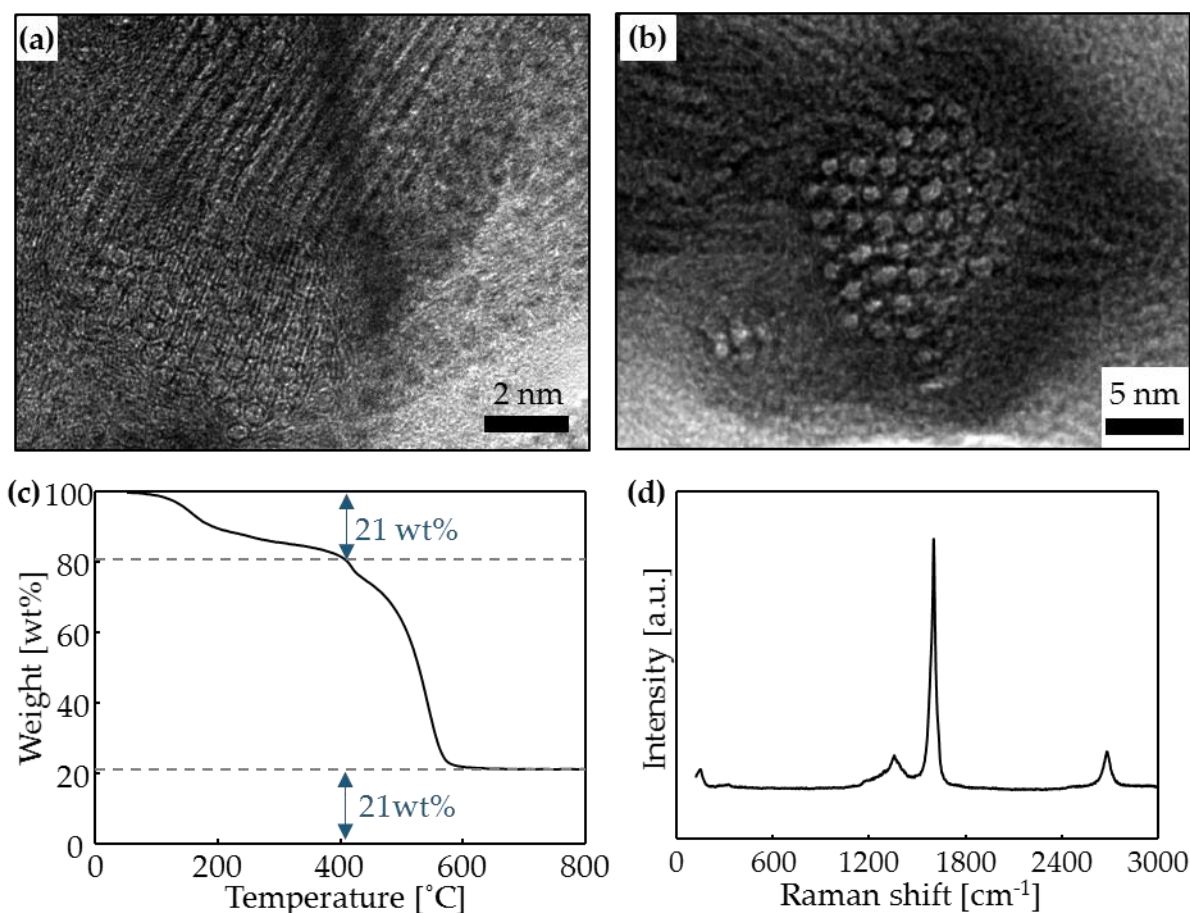 (a)
2 nm
(b)
5 nm
(c)
100
80
60
40
20
0
Weight [wt%]
21 wt%
21wt%
0 200 400 600 800
Temperature [˚C]
(d)
Intensity [a.u.]
0 600 1200 1800 2400 3000
Raman shift [cm⁻¹]